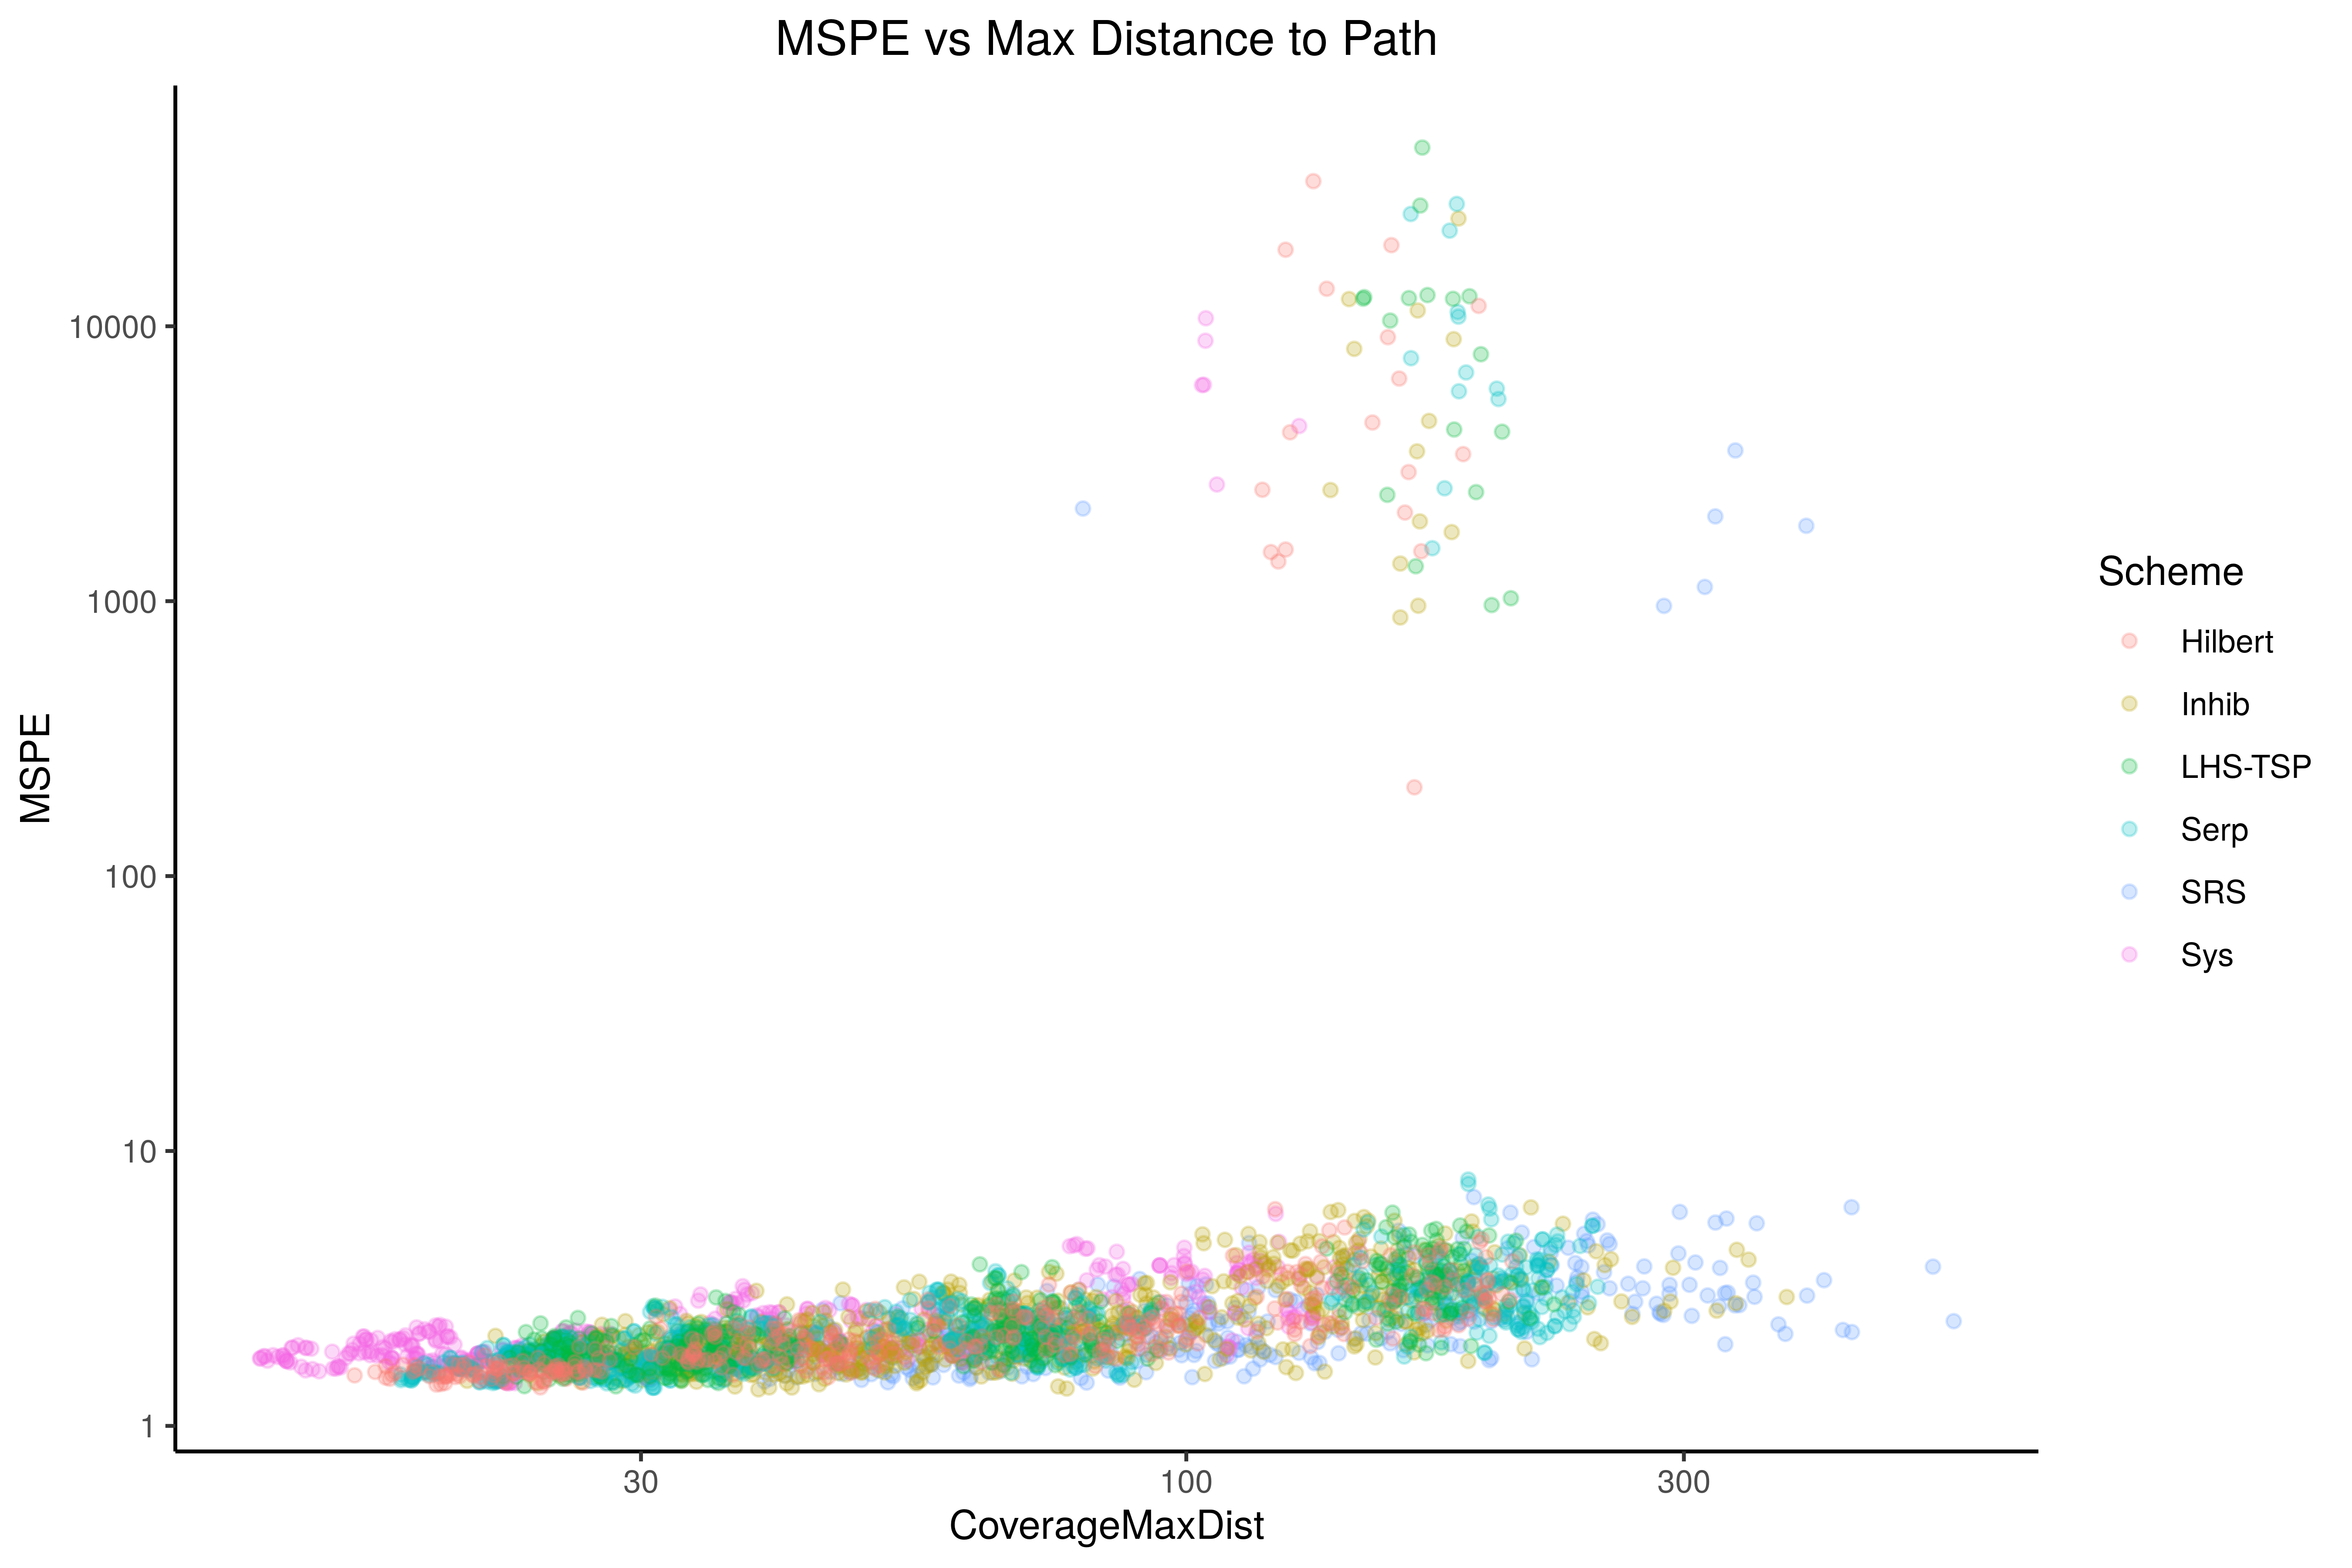 MSPE vs Max Distance to Path
MSPE
10000
1000
100
10
1
30
100
300
CoverageMaxDist
Scheme
Hilbert
Inhib
LHS-TSP
Serp
SRS
Sys